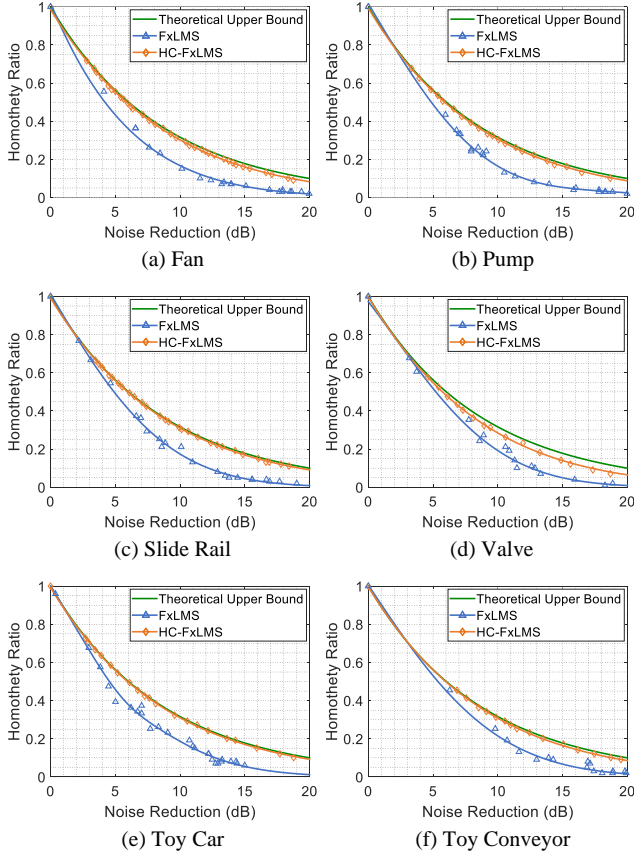 1
0.8
0.6
0.4
0.2
0
Homothety Ratio
Theoretical Upper Bound
FxLMS
HC-FxLMS
0 5 10 15 20
Noise Reduction (dB)
(a) Fan
1
0.8
0.6
0.4
0.2
0
Homothety Ratio
Theoretical Upper Bound
FxLMS
HC-FxLMS
0 5 10 15 20
Noise Reduction (dB)
(b) Pump
1
0.8
0.6
0.4
0.2
0
Homothety Ratio
Theoretical Upper Bound
FxLMS
HC-FxLMS
0 5 10 15 20
Noise Reduction (dB)
(c) Slide Rail
1
0.8
0.6
0.4
0.2
0
Homothety Ratio
Theoretical Upper Bound
FxLMS
HC-FxLMS
0 5 10 15 20
Noise Reduction (dB)
(d) Valve
1
0.8
0.6
0.4
0.2
0
Homothety Ratio
Theoretical Upper Bound
FxLMS
HC-FxLMS
0 5 10 15 20
Noise Reduction (dB)
(e) Toy Car
1
0.8
0.6
0.4
0.2
0
Homothety Ratio
Theoretical Upper Bound
FxLMS
HC-FxLMS
0 5 10 15 20
Noise Reduction (dB)
(f) Toy Conveyor